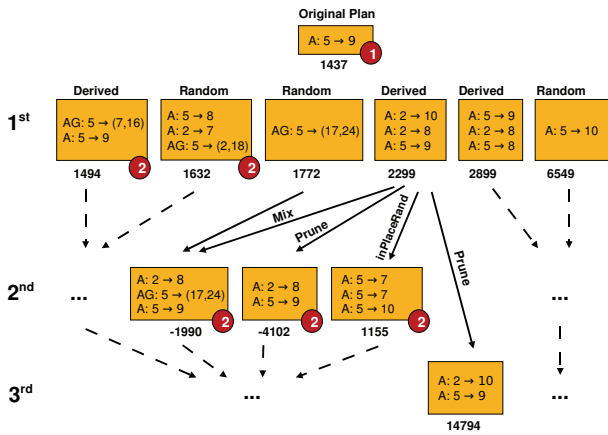 Original Plan
A: 5 → 9
1
1437
Derived Random Random Derived Derived Random
1st
AG: 5 → (7,16)
A: 5 → 9
2
1494
A: 5 → 8
A: 2 → 7
AG: 5 → (2,18)
2
1632
AG: 5 → (17,24)
1772
A: 2 → 10
A: 2 → 8
A: 5 → 9
2299
A: 5 → 9
A: 2 → 8
A: 5 → 8
2899
A: 5 → 10
6549
Mix
Prune
inPlaceRand
Prune
2nd
...
A: 2 → 8
AG: 5 → (17,24)
A: 5 → 9
2
-1990
A: 2 → 8
A: 5 → 9
2
-4102
A: 5 → 7
A: 5 → 7
A: 5 → 10
2
1155
...
3rd
...
A: 2 → 10
A: 5 → 9
14794
...